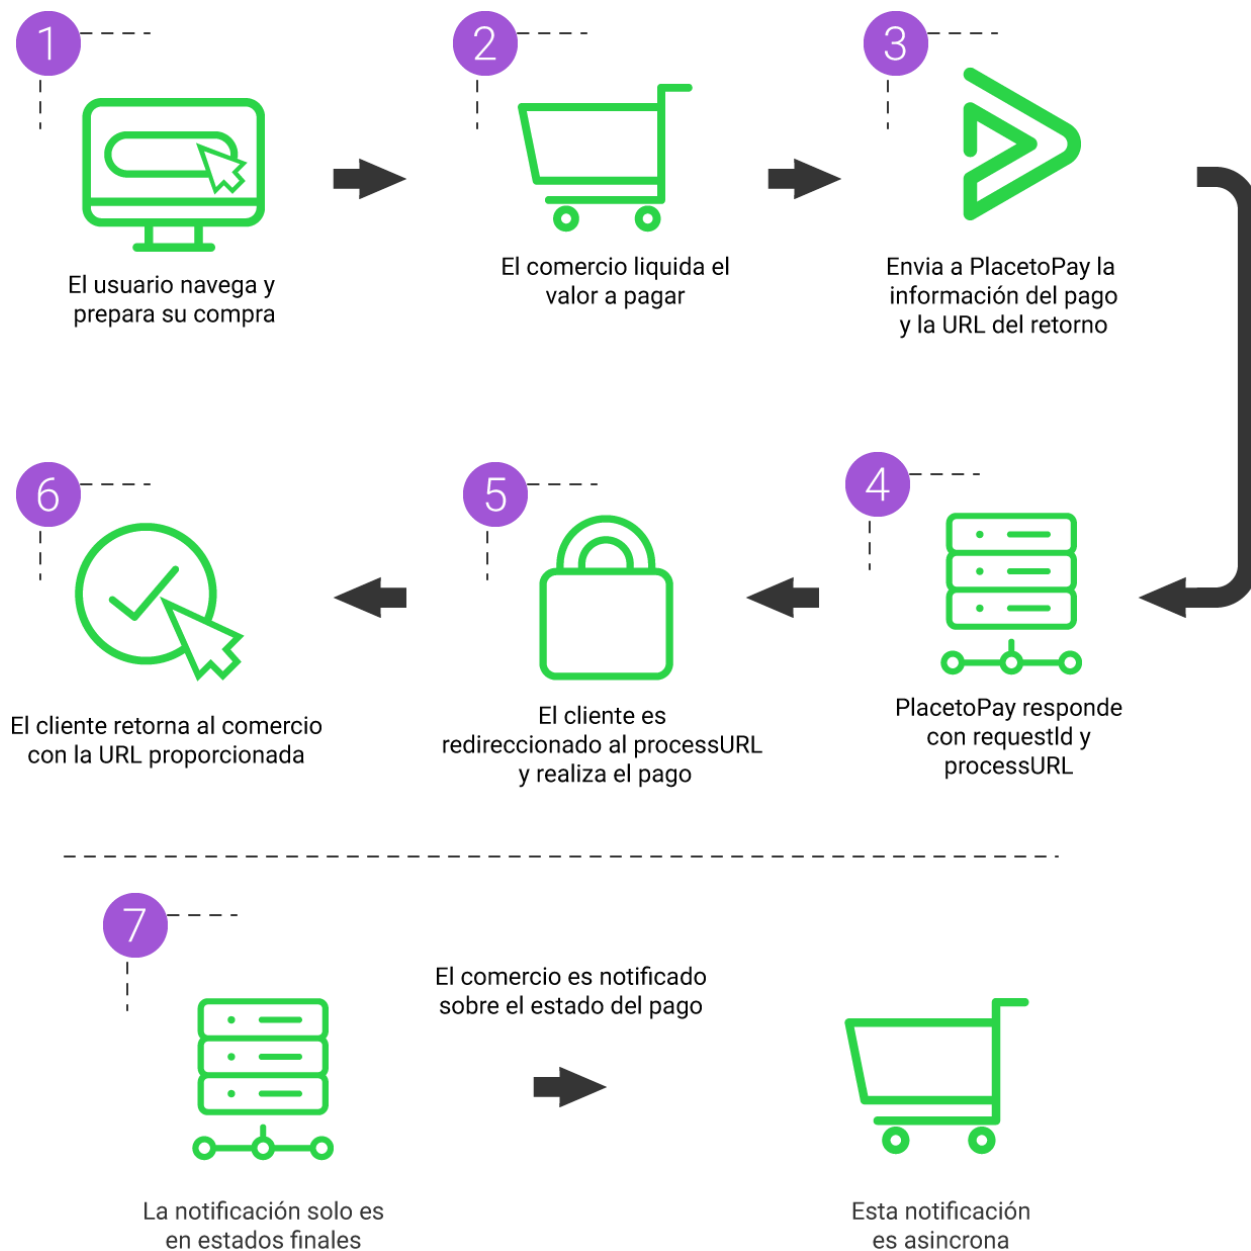 1
El usuario navega y
prepara su compra
2
El comercio liquida el
valor a pagar
3
Envia a PlacetoPay la
información del pago
y la URL del retorno
4
PlacetoPay responde
con requestId y
processURL
5
El cliente es
redireccionado al processURL
y realiza el pago
6
El cliente retorna al comercio
con la URL proporcionada
7
El comercio es notificado
sobre el estado del pago
La notificación solo es
en estados finales
Esta notificación
es asincrona